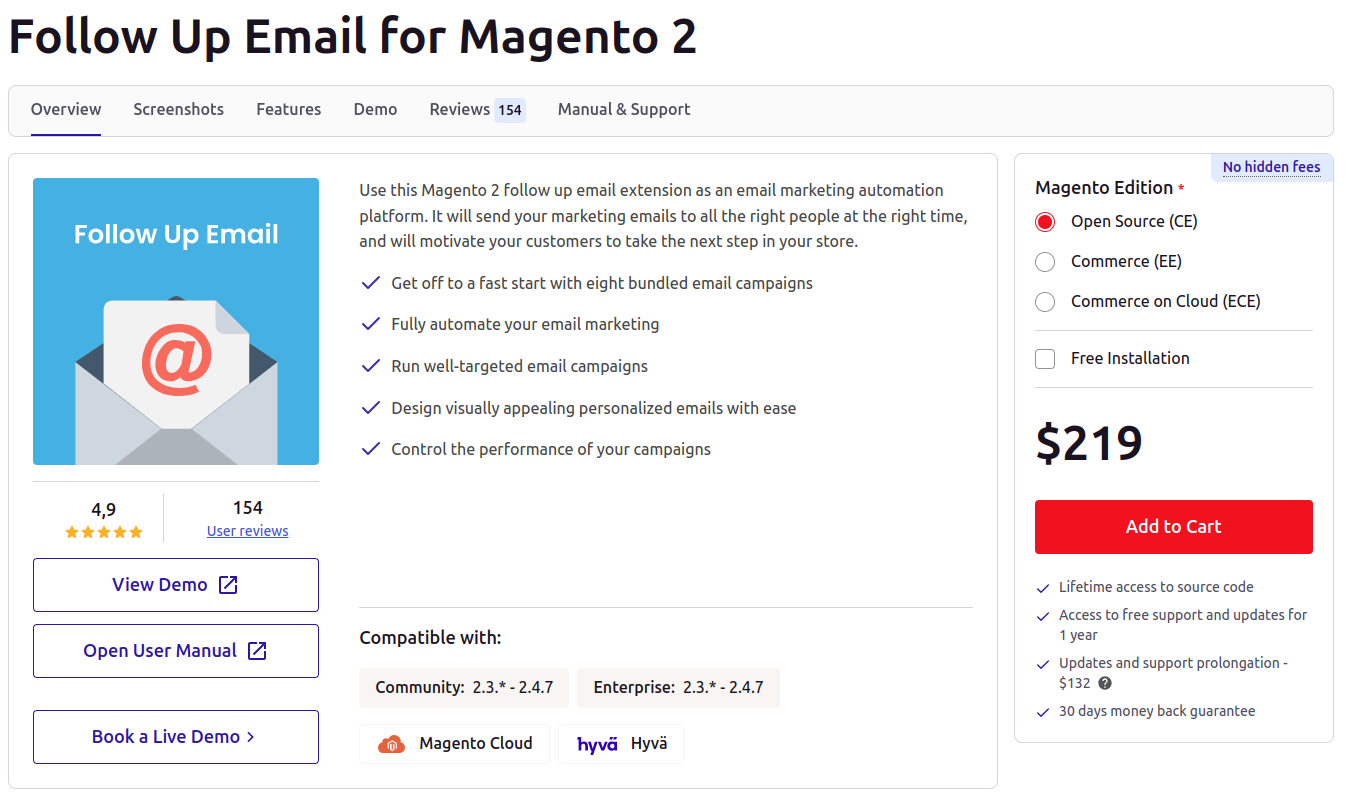 Follow Up Email for Magento 2
Overview
Screenshots
Features
Demo
Reviews 154
Manual & Support
Follow Up Email
@
4,9
154
User reviews
View Demo
Open User Manual
Book a Live Demo
Use this Magento 2 follow up email extension as an email marketing automation
platform. It will send your marketing emails to all the right people at the right time,
and will motivate your customers to take the next step in your store.
Get off to a fast start with eight bundled email campaigns
Fully automate your email marketing
Run well-targeted email campaigns
Design visually appealing personalized emails with ease
Control the performance of your campaigns
Compatible with:
Community: 2.3.* - 2.4.7
Enterprise: 2.3.* - 2.4.7
Magento Cloud
hyvä Hyvä
No hidden fees
Magento Edition *
Open Source (CE)
Commerce (EE)
Commerce on Cloud (ECE)
Free Installation
$219
Add to Cart
Lifetime access to source code
Access to free support and updates for
1 year
Updates and support prolongation -
$132 ?
30 days money back guarantee